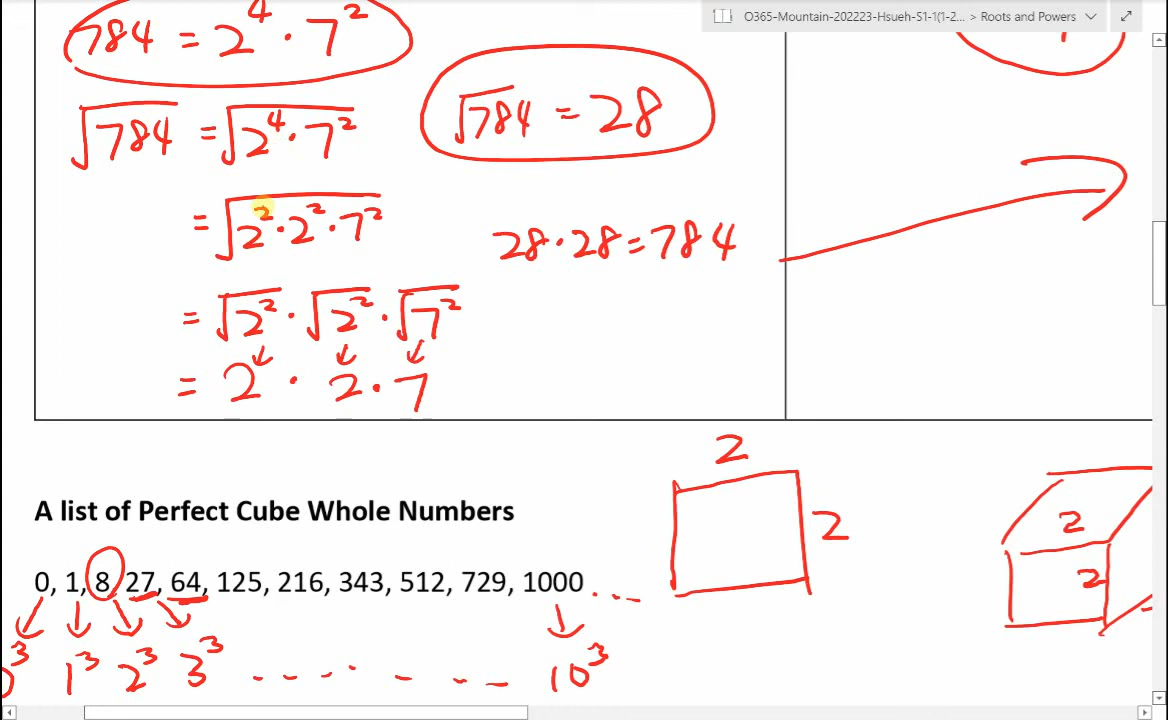 O365-Mountain-202223-Hsueh-S1-1(1-2... > Roots and Powers
784 = 2⁴ · 7²
√784 = √2⁴ · 7²
√784 = 28
= √2² · 2² · 7²
28 · 28 = 784
= √2² · √2² · √7²
= 2 · 2 · 7
2
2
2
2
A list of Perfect Cube Whole Numbers
0, 1, 8, 27, 64, 125, 216, 343, 512, 729, 1000 ...
0³ 1³ 2³ 3³ ------- 10³